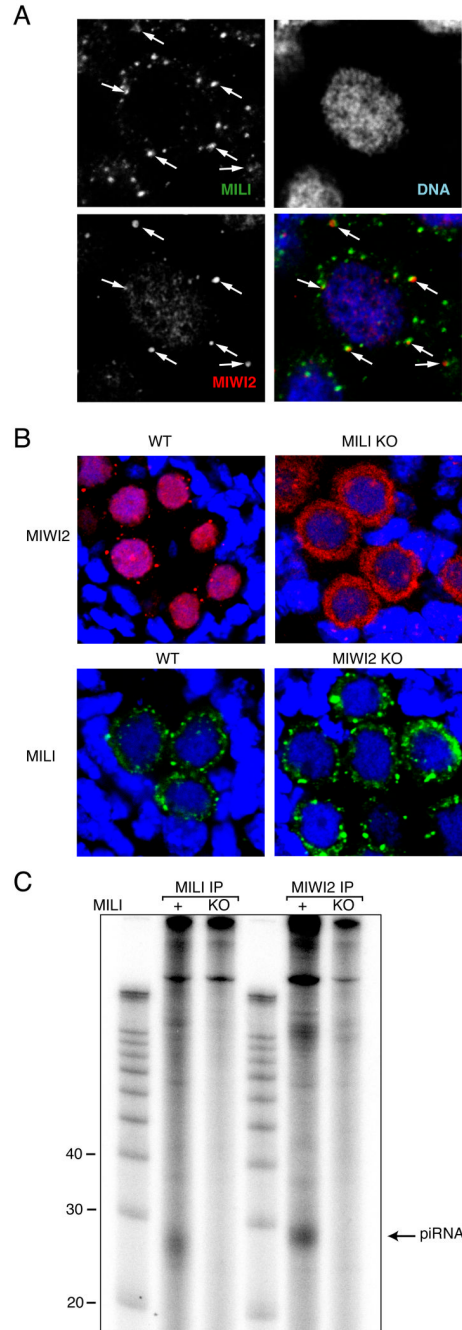 A
MILI
DNA
MIWI2
B
WT
MILI KO
MIWI2
WT
MIWI2 KO
MILI
C
MILI IP
MIWI2 IP
MILI
+
KO
+
KO
40
30
piRNA
20